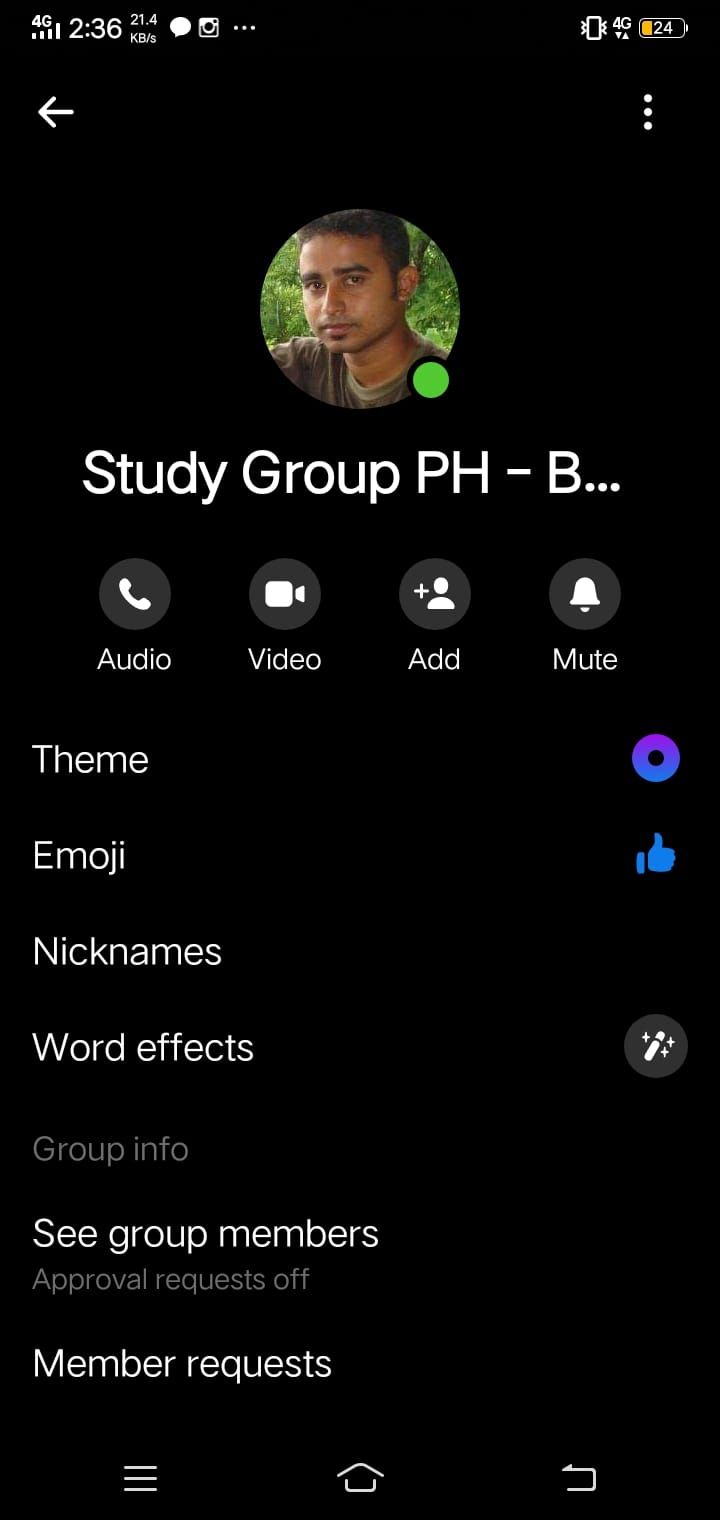 4G 2:36 21.4 KB/s ... 4G 24
Study Group PH - B...
Audio Video Add Mute
Theme
Emoji
Nicknames
Word effects
Group info
See group members
Approval requests off
Member requests